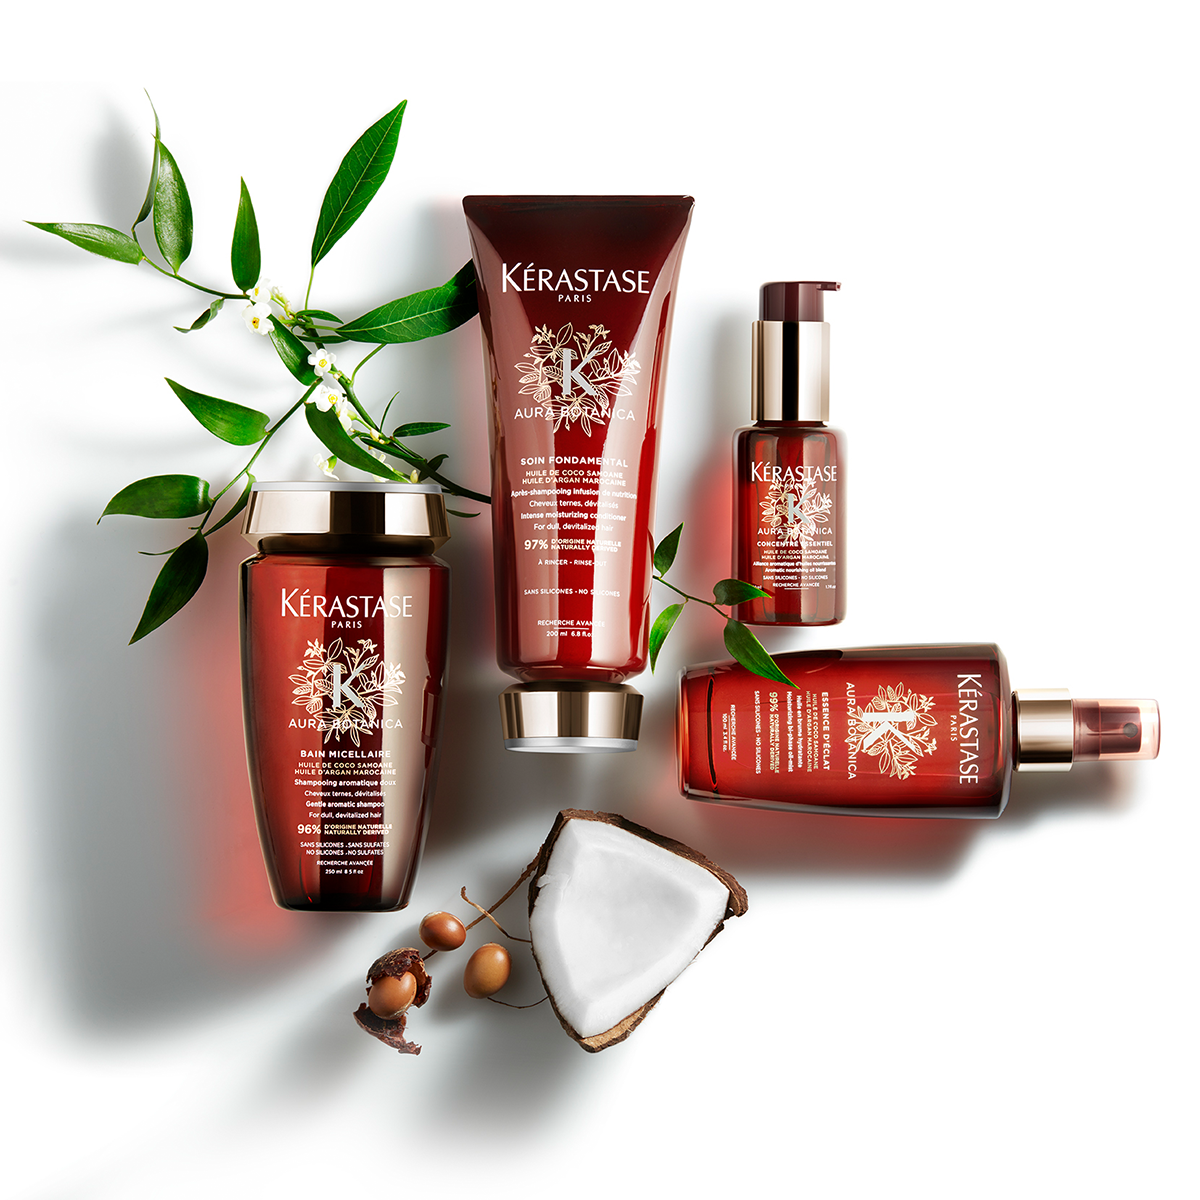 KÉRASTASE
PARIS
K
AURA BOTANICA
SOIN FONDAMENTAL
HUILE DE COCO SAMOANE
HUILE D'ARGAN MAROCAINE
Après-shampooing infusion de nutrition
Cheveux ternes, dévitalisés
Intense moisturizing conditioner
For dull, devitalized hair
97% D'ORIGINE NATURELLE
NATURALLY DERIVED
À RINCER - RINSE-OUT
SANS SILICONES - NO SILICONES
RECHERCHE AVANCÉE
200 ml 6.8 fl.oz
KÉRASTASE
K
AURA BOTANICA
CONCENTRÉ ESSENTIEL
HUILE DE COCO SAMOANE
HUILE D'ARGAN MAROCAINE
Alliance aromatique d'huiles nourrissantes
Aromatic nourishing oil blend
SANS SILICONES - NO SILICONES
RECHERCHE AVANCÉE
KÉRASTASE
PARIS
K
AURA BOTANICA
BAIN MICELLAIRE
HUILE DE COCO SAMOANE
HUILE D'ARGAN MAROCAINE
Shampooing aromatique doux
Cheveux ternes, dévitalisés
Gentle aromatic shampoo
For dull, devitalized hair
96% D'ORIGINE NATURELLE
NATURALLY DERIVED
SANS SILICONES - SANS SULFATES
NO SILICONES - NO SULFATES
RECHERCHE AVANCÉE
250 ml 8 5 fl oz
KÉRASTASE
PARIS
K
AURA BOTANICA
ESSENCE D'ÉCLAT
HUILE DE COCO SAMOANE
HUILE D'ARGAN MAROCAINE
Huile en brume hydratante
Moisturizing bi-phase oil-mist
99% D'ORIGINE NATURELLE
NATURALLY DERIVED
SANS SILICONES - NO SILICONES
RECHERCHE AVANCÉE
100 ml 3.4 fl.oz